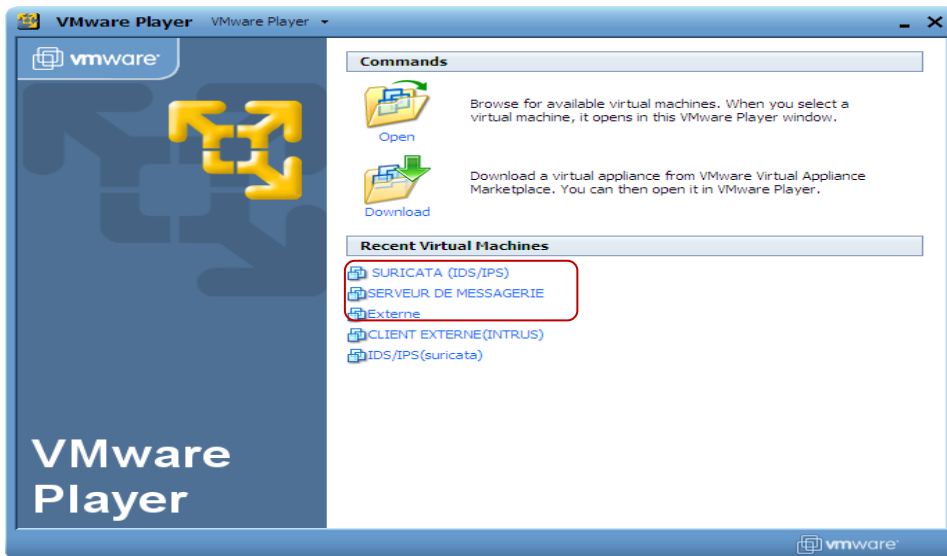 VMware Player VMware Player
vmware
Commands
Open
Browse for available virtual machines. When you select a
virtual machine, it opens in this VMware Player window.
Download
Download a virtual appliance from VMware Virtual Appliance
Marketplace. You can then open it in VMware Player.
Recent Virtual Machines
SURICATA (IDS/IPS)
SERVEUR DE MESSAGERIE
Externe
CLIENT EXTERNE(INTRUS)
IDS/IPS(suricata)
VMware
Player
vmware